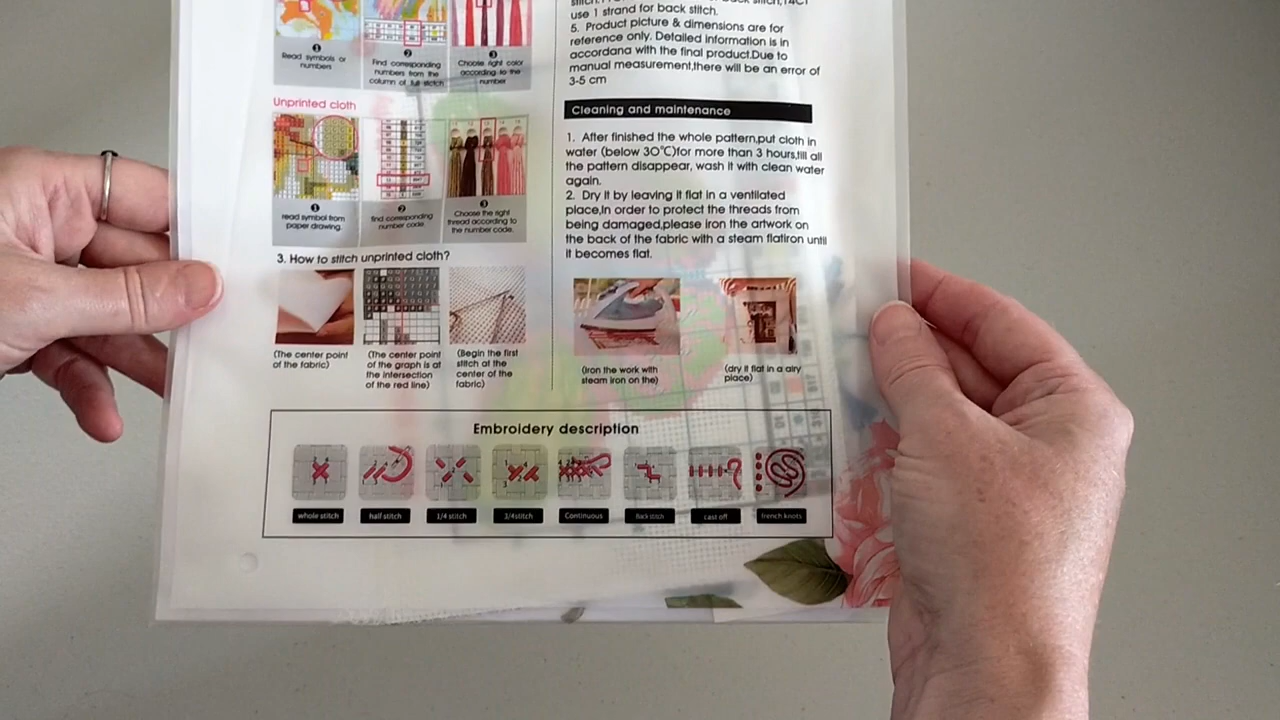 Read symbols or
numbers
Find corresponding
numbers from the
column of full stitch
Choose right color
according to the
number
Unprinted cloth
read symbol from
paper drawing.
find corresponding
number code.
Choose the right
thread according to
the number code.
3. How to stitch unprinted cloth?
(The center point
of the fabric)
(The center point
of the graph is at
the intersection
of the red line)
(Begin the first
stitch at the
center of the
fabric)
use 1 strand for back stitch.
5. Product picture & dimensions are for
reference only. Detailed information is in
accordana with the final product.Due to
manual measurement,there will be an error of
3-5 cm
Cleaning and maintenance
1. After finished the whole pattern,put cloth in
water (below 30℃)for more than 3 hours,till all
the pattern disappear, wash it with clean water
again.
2. Dry it by leaving it flat in a ventilated
place,In order to protect the threads from
being damaged,please iron the artwork on
the back of the fabric with a steam flatiron until
it becomes flat.
(Iron the work with
steam iron on the)
(dry it flat in a airy
place)
Embroidery description
whole stitch
half stitch
1/4 stitch
3/4stitch
Continuous
Back stitch
cast off
french knots